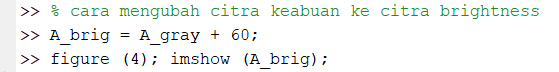 >> % cara mengubah citra keabuan ke citra brightness
>> A_brig = A_gray + 60;
>> figure (4); imshow (A_brig);